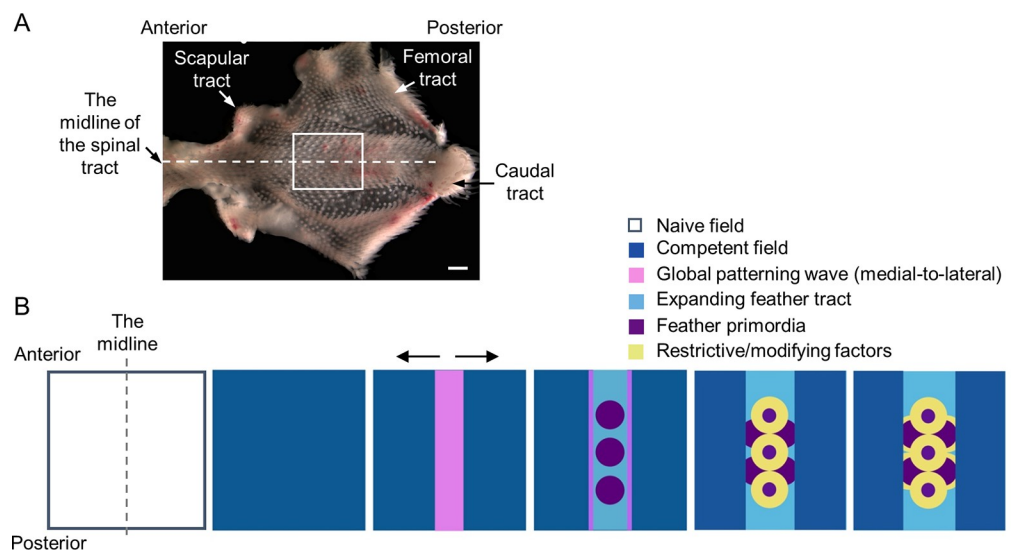 A
Anterior
Posterior
Scapular
tract
Femoral
tract
The
midline of
the spinal
tract
Caudal
tract
Naive field
Competent field
Global patterning wave (medial-to-lateral)
Expanding feather tract
Feather primordia
Restrictive/modifying factors
B
The
midline
Anterior
Posterior